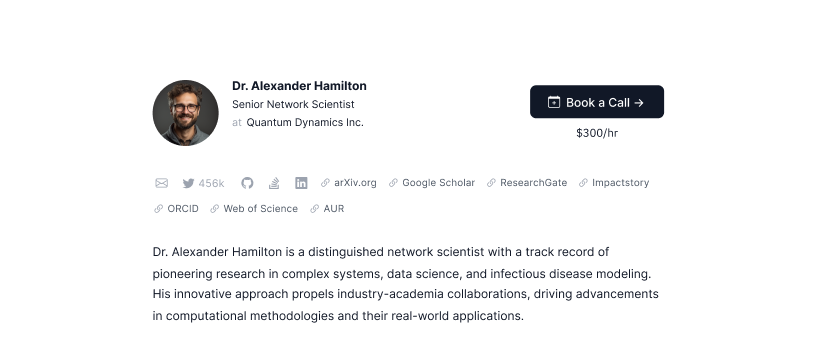 Dr. Alexander Hamilton
Senior Network Scientist
at Quantum Dynamics Inc.
Book a Call →
$300/hr
456k arXiv.org Google Scholar ResearchGate Impactstory
ORCID Web of Science AUR
Dr. Alexander Hamilton is a distinguished network scientist with a track record of
pioneering research in complex systems, data science, and infectious disease modeling.
His innovative approach propels industry-academia collaborations, driving advancements
in computational methodologies and their real-world applications.